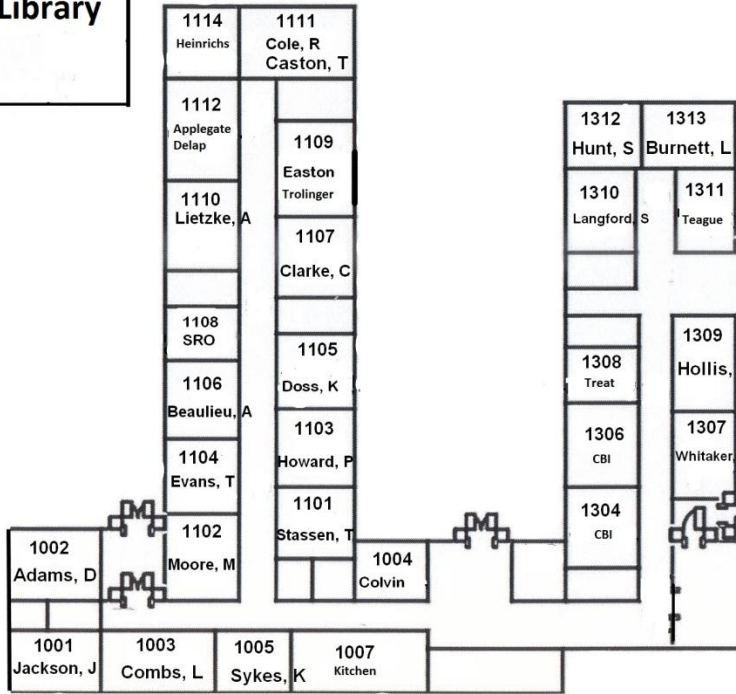 Library
1114
Heinrichs
1111
Cole, R
Caston, T
1112
Applegate
Delap
1109
Easton
Trolinger
1110
Lietzke, A
1107
Clarke, C
1108
SRO
1105
Doss, K
1106
Beaulieu, A
1103
Howard, P
1104
Evans, T
1101
Stassen, T
1102
Moore, M
1002
Adams, D
1004
Colvin
1001
Jackson, J
1003
Combs, L
1005
Sykes, K
1007
Kitchen
1312
Hunt, S
1313
Burnett, L
1310
Langford, S
1311
Teague
1309
Hollis,
1308
Treat
1306
CBI
1307
Whitaker,
1304
CBI